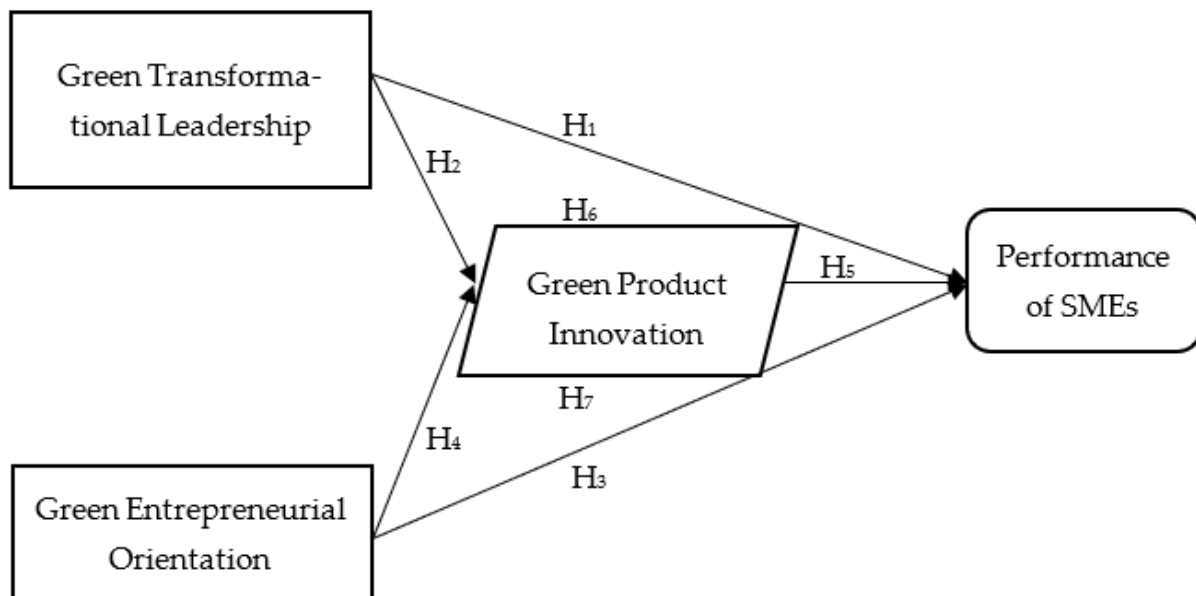 Green Transforma-
tional Leadership
H₁
H₂
H₆
Green Product
Innovation
H₅
Performance
of SMEs
H₇
H₄
H₃
Green Entrepreneurial
Orientation